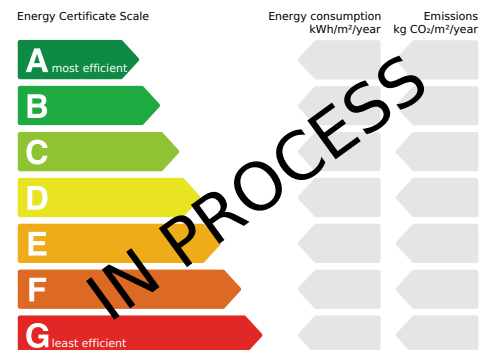 Energy Certificate Scale
Energy consumption
kWh/m²/year
Emissions
kg CO₂/m²/year
A most efficient
B
C
D
E
F
G least efficient
IN PROCESS